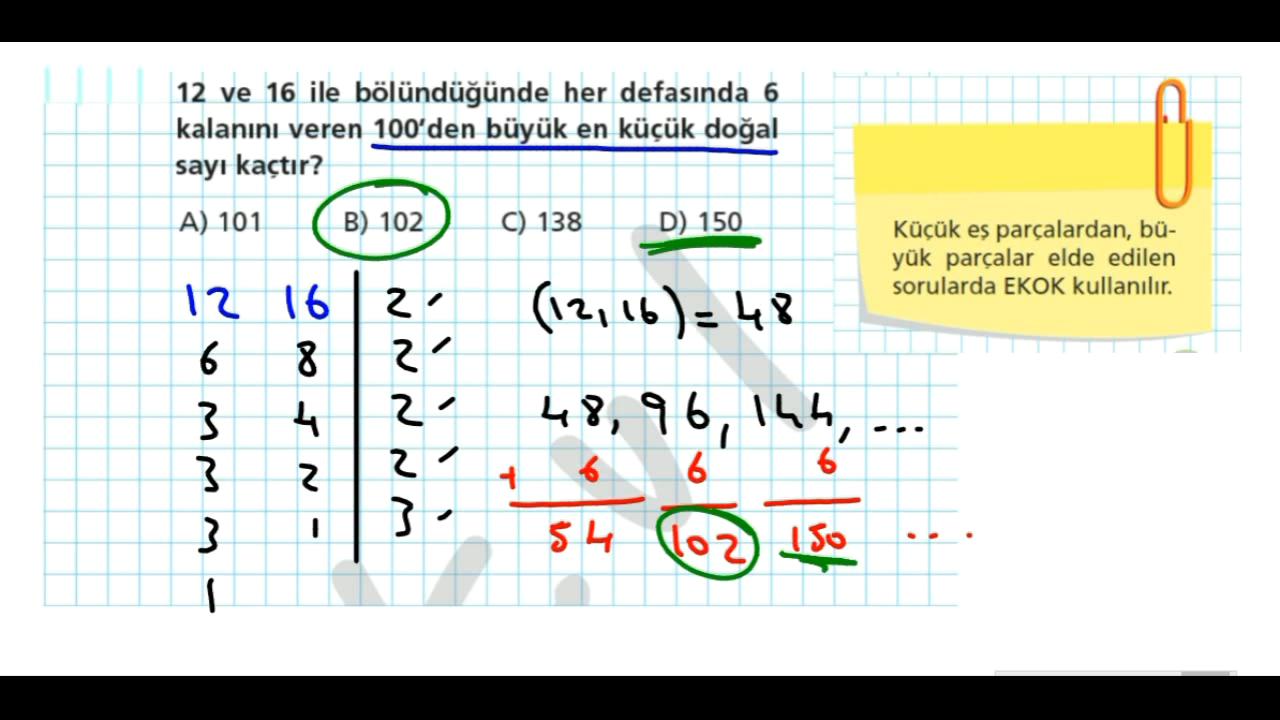 12 ve 16 ile bölündüğünde her defasında 6
kalanını veren 100'den büyük en küçük doğal
sayı kaçtır?
A) 101 B) 102 C) 138 D) 150
Küçük eş parçalardan, bü-
yük parçalar elde edilen
sorularda EKOK kullanılır.
12 16 2
6 8 2
3 4 2
3 2 2
3 1 3
1
(12,16)=48
48, 96, 144, ...
+ 6 6 6
54 102 150 ...